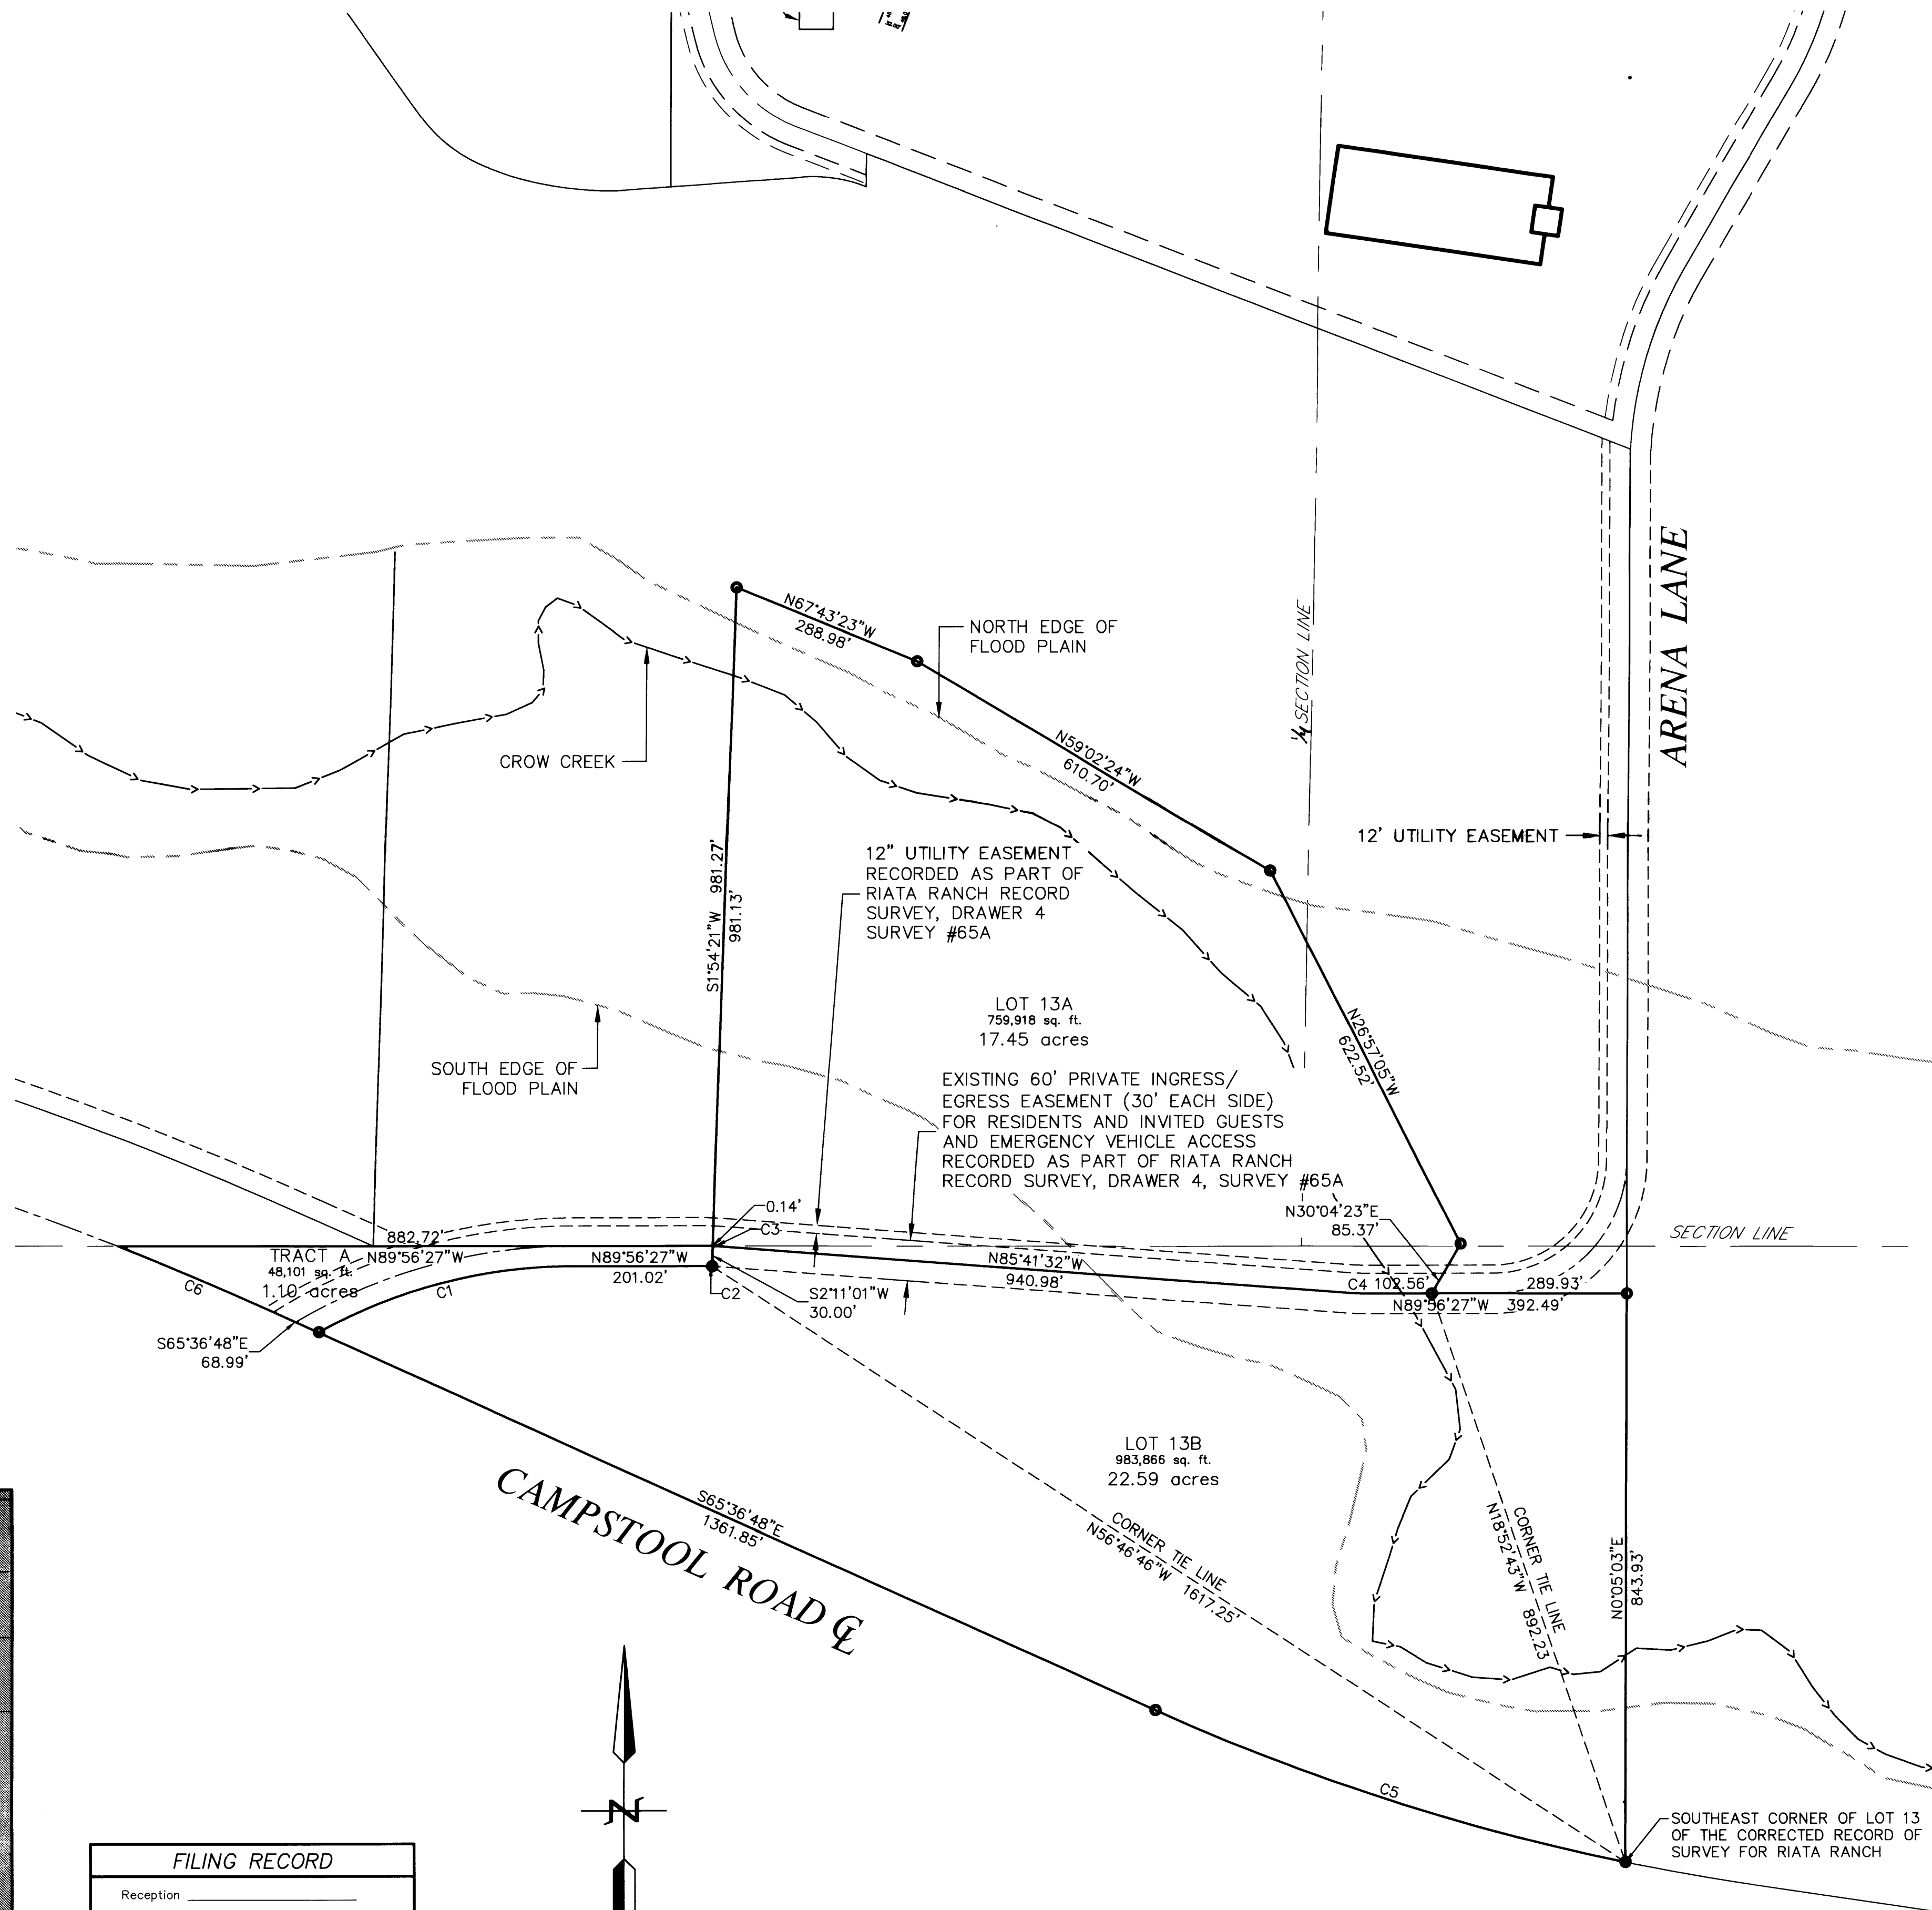 N67°43'23"W
288.98'
NORTH EDGE OF
FLOOD PLAIN
1/4 SECTION LINE
ARENA LANE
CROW CREEK
N59°02'24"W
610.70'
12' UTILITY EASEMENT
12" UTILITY EASEMENT
RECORDED AS PART OF
RIATA RANCH RECORD
SURVEY, DRAWER 4
SURVEY #65A
S1°54'21"W 981.27'
981.13'
LOT 13A
759,918 sq. ft.
17.45 acres
N26°57'05"W
622.52'
SOUTH EDGE OF
FLOOD PLAIN
EXISTING 60' PRIVATE INGRESS/
EGRESS EASEMENT (30' EACH SIDE)
FOR RESIDENTS AND INVITED GUESTS
AND EMERGENCY VEHICLE ACCESS
RECORDED AS PART OF RIATA RANCH
RECORD SURVEY, DRAWER 4, SURVEY #65A
0.14'
C3
N30°04'23"E
85.37'
SECTION LINE
882.72'
N89°56'27"W
TRACT A
48,101 sq. ft.
1.10 acres
N89°56'27"W
201.02'
N85°41'32"W
940.98'
C4
102.56'
289.93'
N89°56'27"W 392.49'
C6
C1
C2
S2°11'01"W
30.00'
S65°36'48"E
68.99'
LOT 13B
983,866 sq. ft.
22.59 acres
S65°36'48"E
1361.85'
CAMPSTOOL ROAD ℄
CORNER TIE LINE
N56°46'46"W 1617.25'
CORNER TIE LINE
N18°52'43"W 892.23
N0°05'03"E
843.93'
C5
N
SOUTHEAST CORNER OF LOT 13
OF THE CORRECTED RECORD OF
SURVEY FOR RIATA RANCH
FILING RECORD
Reception